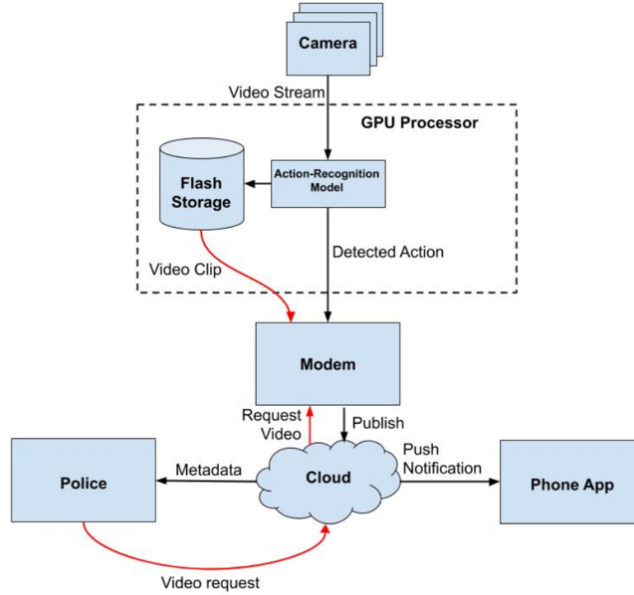 Camera
Video Stream
GPU Processor
Action-Recognition
Model
Flash
Storage
Video Clip
Detected Action
Modem
Request
Video
Publish
Push
Notification
Metadata
Police
Cloud
Phone App
Video request